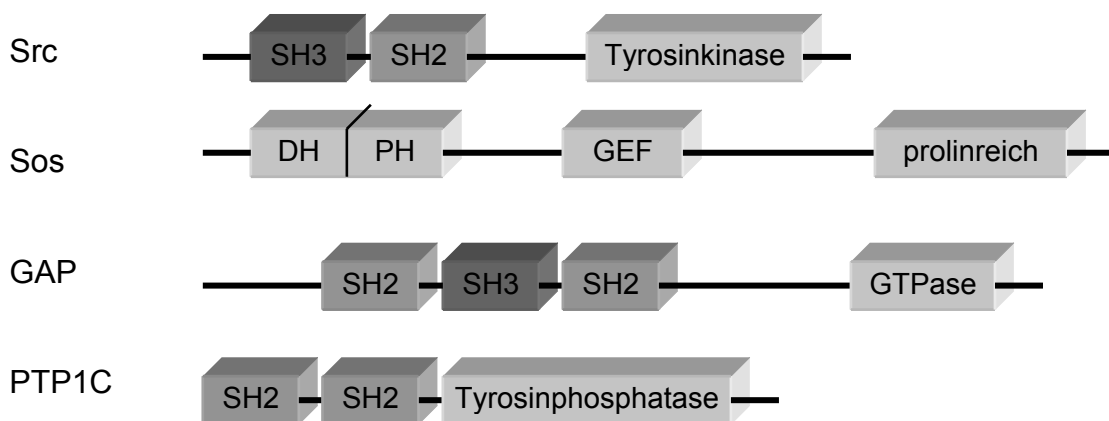 Src SH3 SH2 Tyrosinkinase
Sos DH PH GEF prolinreich
GAP SH2 SH3 SH2 GTPase
PTP1C SH2 SH2 Tyrosinphosphatase